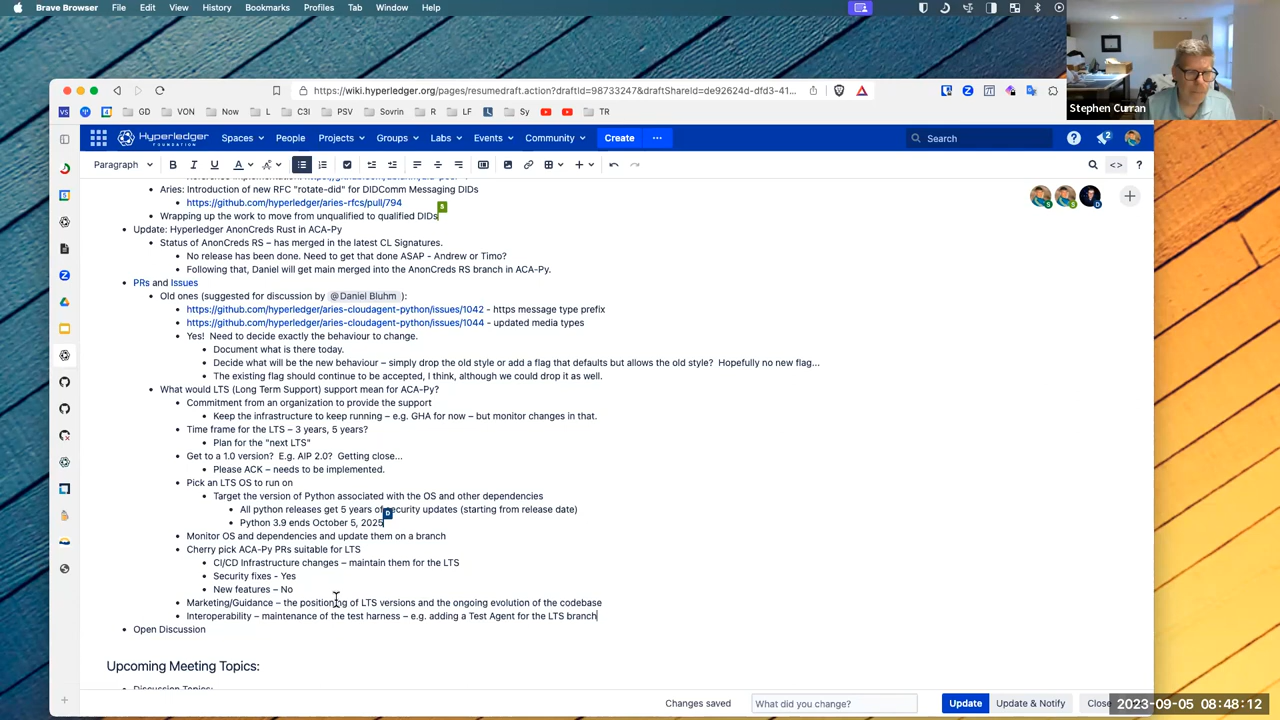 Brave Browser File Edit View History Bookmarks Profiles Tab Window Help
https://wiki.hyperledger.org/pages/resumedraft.action?draftId=98733247&draftShareId=de92624d-dfd3-41...
VS GD VON Now L C3I PSV Sovrin R LF Sy TR
Stephen Curran
Hyperledger FOUNDATION Spaces People Projects Groups Labs Events Community Create ... Search 2
Paragraph B I U A
Aries: Introduction of new RFC "rotate-did" for DIDComm Messaging DIDs
https://github.com/hyperledger/aries-rfcs/pull/794
Wrapping up the work to move from unqualified to qualified DIDs
Update: Hyperledger AnonCreds Rust in ACA-Py
Status of AnonCreds RS – has merged in the latest CL Signatures.
No release has been done. Need to get that done ASAP - Andrew or Timo?
Following that, Daniel will get main merged into the AnonCreds RS branch in ACA-Py.
PRs and Issues
Old ones (suggested for discussion by @Daniel Bluhm ):
https://github.com/hyperledger/aries-cloudagent-python/issues/1042 - https message type prefix
https://github.com/hyperledger/aries-cloudagent-python/issues/1044 - updated media types
Yes! Need to decide exactly the behaviour to change.
Document what is there today.
Decide what will be the new behaviour – simply drop the old style or add a flag that defaults but allows the old style? Hopefully no new flag...
The existing flag should continue to be accepted, I think, although we could drop it as well.
What would LTS (Long Term Support) support mean for ACA-Py?
Commitment from an organization to provide the support
Keep the infrastructure to keep running – e.g. GHA for now – but monitor changes in that.
Time frame for the LTS – 3 years, 5 years?
Plan for the "next LTS"
Get to a 1.0 version? E.g. AIP 2.0? Getting close...
Please ACK – needs to be implemented.
Pick an LTS OS to run on
Target the version of Python associated with the OS and other dependencies
All python releases get 5 years of security updates (starting from release date)
Python 3.9 ends October 5, 2025
Monitor OS and dependencies and update them on a branch
Cherry pick ACA-Py PRs suitable for LTS
CI/CD Infrastructure changes – maintain them for the LTS
Security fixes - Yes
New features – No
Marketing/Guidance – the positioning of LTS versions and the ongoing evolution of the codebase
Interoperability – maintenance of the test harness – e.g. adding a Test Agent for the LTS branch
Open Discussion
Upcoming Meeting Topics:
Changes saved What did you change? Update Update & Notify Close
2023-09-05 08:48:12